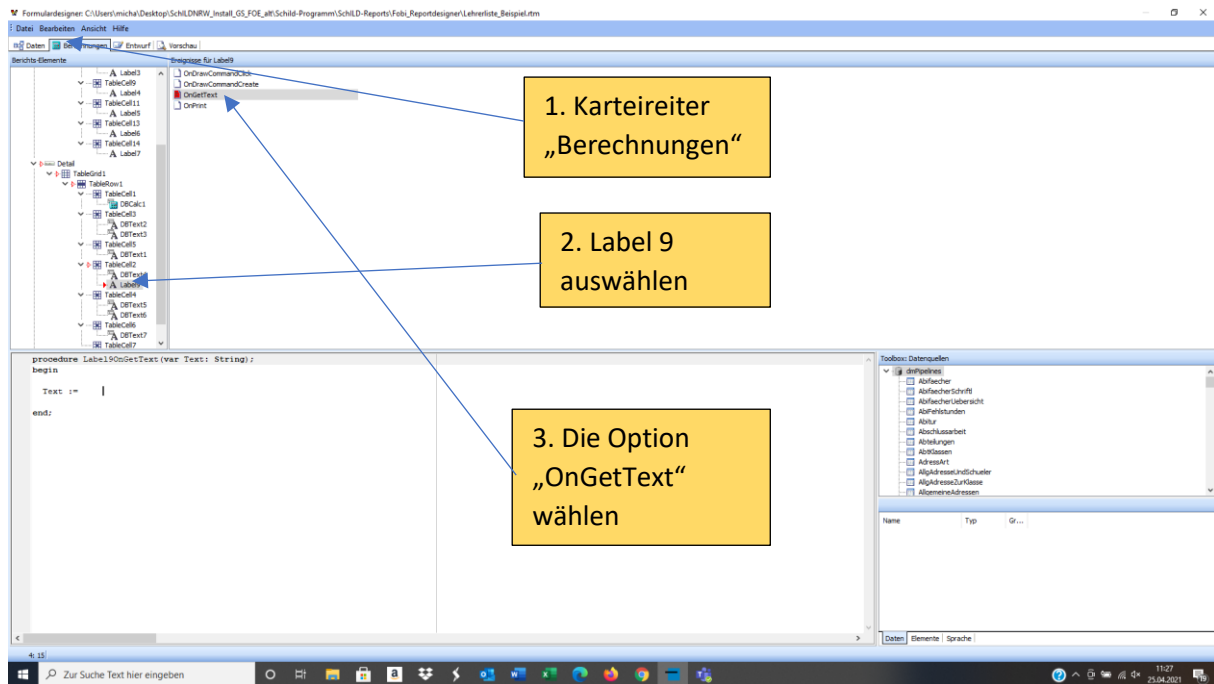 Formulardesigner: C:\Users\micha\Desktop\SchILDNRW_Install_GS_FOE_alt\Schild-Programm\SchILD-Reports\Fobi_Reportdesigner\Lehrerliste_Beispiel.rtm
Datei Bearbeiten Ansicht Hilfe
Daten Berechnungen Entwurf Vorschau
Berichts-Elemente
Ereignisse für Label9
Label3
TableCell9
Label4
TableCell11
Label5
TableCell13
Label6
TableCell14
Label7
Detail
TableGrid1
TableRow1
TableCell1
DBCalc1
TableCell3
DBText2
DBText3
TableCell5
DBText1
TableCell2
Label9
TableCell4
DBText5
DBText6
TableCell6
DBText7
TableCell7
OnDrawCommandClick
OnDrawCommandCreate
OnGetText
OnPrint
1. Karteireiter
„Berechnungen“
2. Label 9
auswählen
3. Die Option
„OnGetText“
wählen
procedure Label9OnGetText(var Text: String);
begin
Text :=
end;
Toolbox: Datenquellen
dmPipelines
Abifaecher
AbifaecherSchriftl
AbifaecherUebersicht
AbiFehlstunden
Abitur
Abschlussarbeit
Abteilungen
AbtKlassen
AdressArt
AllgAdresseUndSchueler
AllgAdresseZurKlasse
AllgemeineAdressen
Name Typ Gr...
Daten Elemente Sprache
4: 15
Zur Suche Text hier eingeben
11:27
25.04.2021